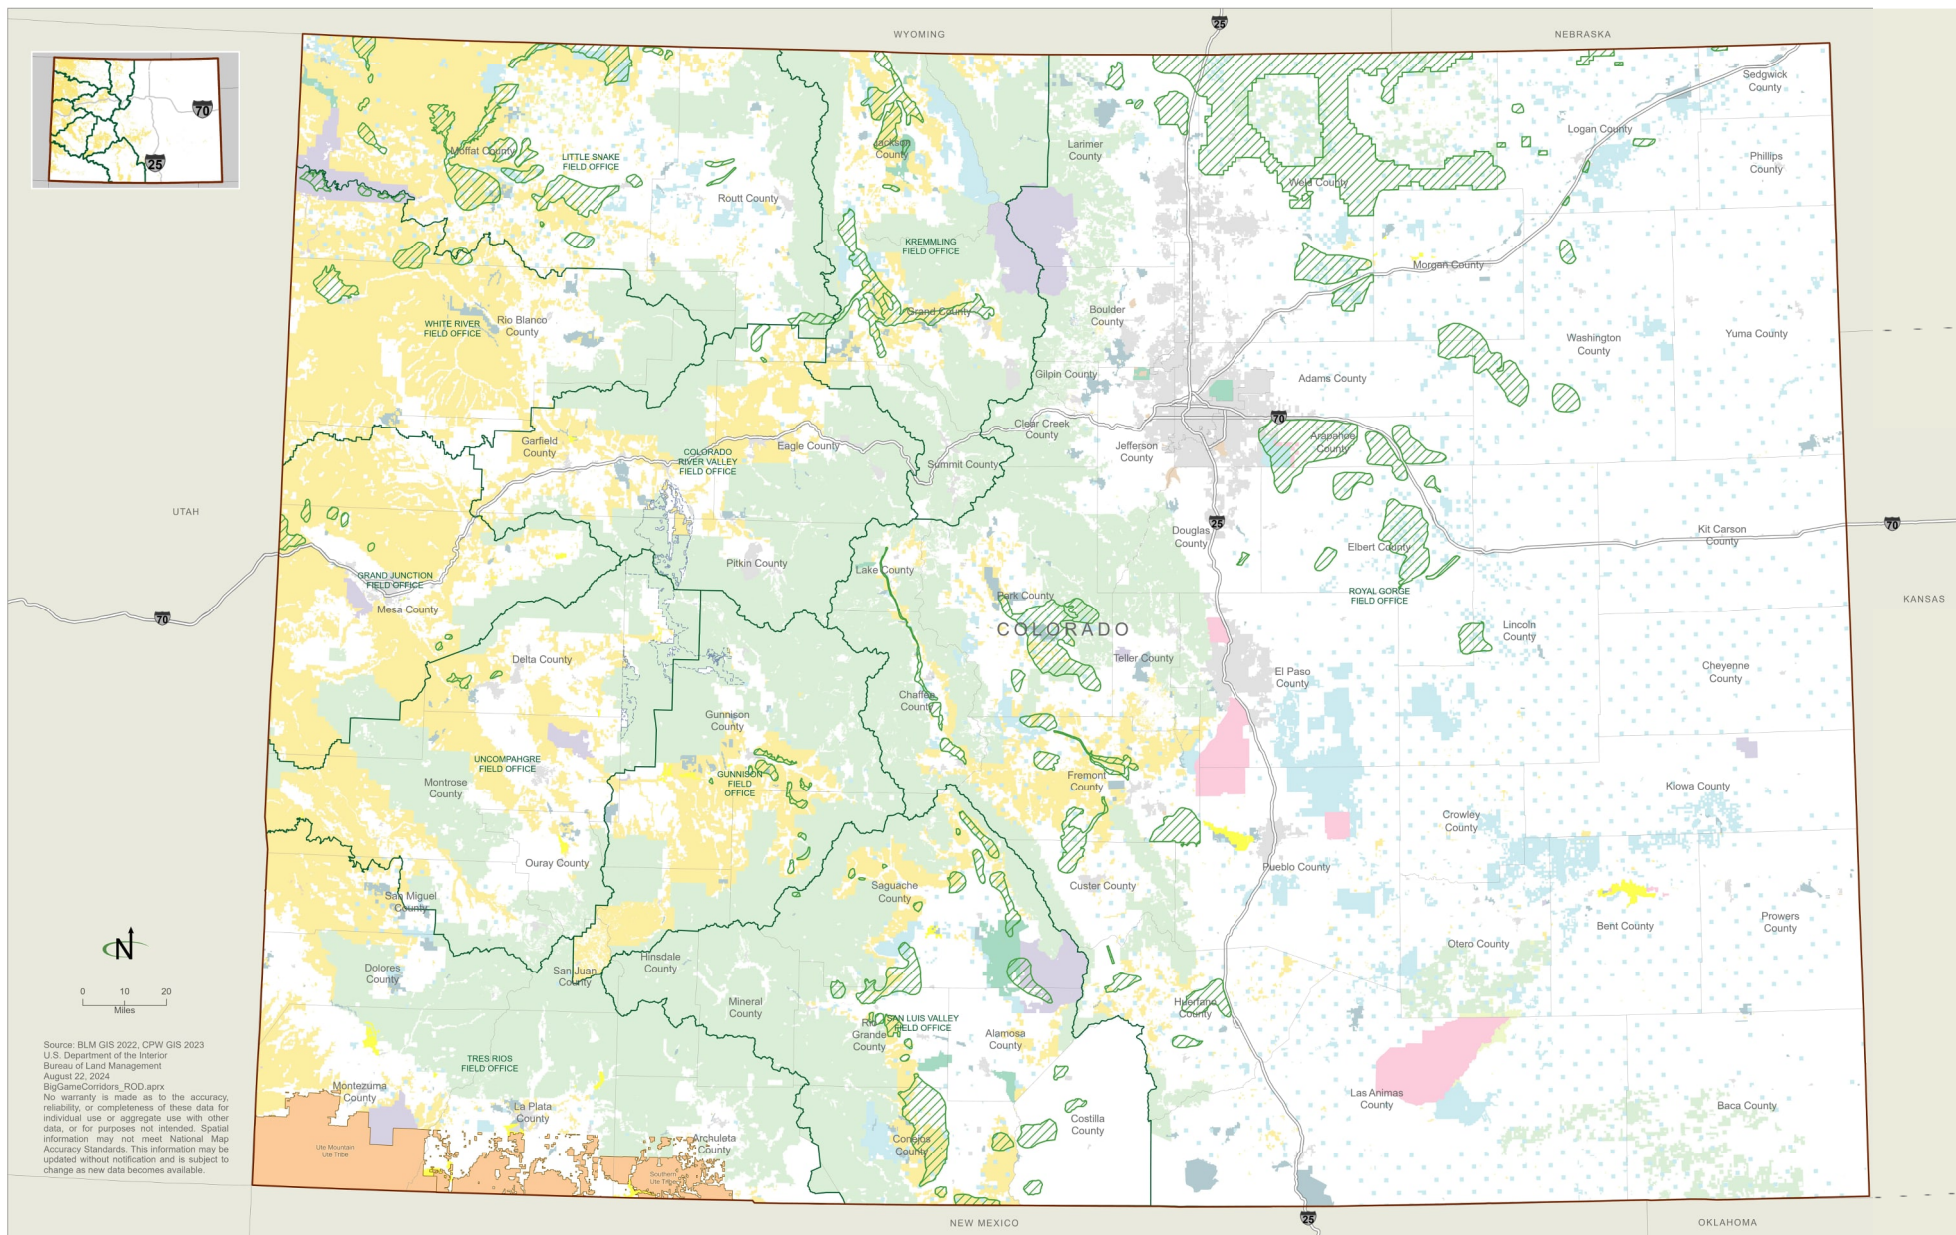 25
WYOMING
NEBRASKA
Sedgwick
County
70
25
Logan County
Jackson
County
Larimer
County
Moffat County
LITTLE SNAKE
FIELD OFFICE
Phillips
County
Weld County
Routt County
KREMMLING
FIELD OFFICE
Morgan County
Grand County
Boulder
County
WHITE RIVER
FIELD OFFICE
Rio Blanco
County
Washington
County
Yuma County
Gilpin County
Adams County
70
Clear Creek
County
Garfield
County
Eagle County
Jefferson
County
Arapahoe
County
COLORADO
RIVER VALLEY
FIELD OFFICE
Summit County
UTAH
25
70
Douglas
County
Kit Carson
County
Elbert County
Pitkin County
Lake County
GRAND JUNCTION
FIELD OFFICE
Mesa County
Park County
ROYAL GORGE
FIELD OFFICE
KANSAS
70
COLORADO
Lincoln
County
Delta County
Teller County
Cheyenne
County
El Paso
County
Chaffee
County
Gunnison
County
UNCOMPAHGRE
FIELD OFFICE
GUNNISON
FIELD
OFFICE
Fremont
County
Montrose
County
Kiowa County
Crowley
County
Ouray County
Pueblo County
Saguache
County
Custer County
San Miguel
County
Prowers
County
Bent County
N
Otero County
Hinsdale
County
Dolores
County
San Juan
County
0 10 20
Miles
Mineral
County
Huerfano
County
Rio
Grande
County
SAN LUIS VALLEY
FIELD OFFICE
Alamosa
County
Source: BLM GIS 2022, CPW GIS 2023
U.S. Department of the Interior
Bureau of Land Management
August 22, 2024
BigGameCorridors_ROD.aprx
No warranty is made as to the accuracy,
reliability, or completeness of these data for
individual use or aggregate use with other
data, or for purposes not intended. Spatial
information may not meet National Map
Accuracy Standards. This information may be
updated without notification and is subject to
change as new data becomes available.
TRES RIOS
FIELD OFFICE
Montezuma
County
Las Animas
County
La Plata
County
Costilla
County
Baca County
Archuleta
County
Conejos
County
Ute Mountain
Ute Tribe
Southern
Ute Tribe
25
NEW MEXICO
OKLAHOMA